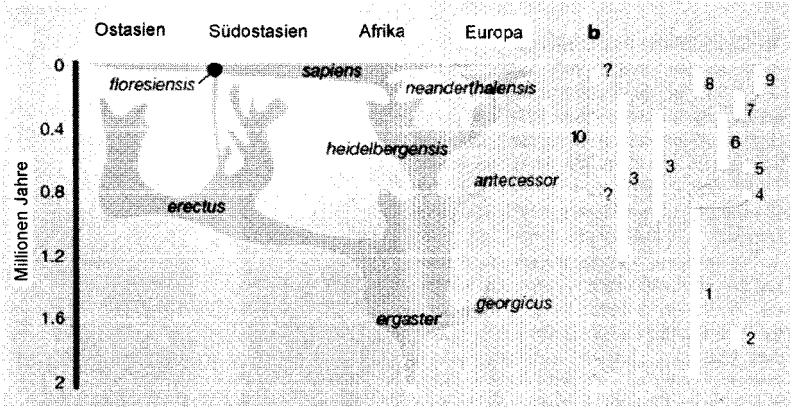 Ostasien Südostasien Afrika Europa b
0
floresiensis
sapiens
?
neanderthalensis
8
9
7
0.4
heidelbergensis
10
6
antecessor
3
3
5
0.8
erectus
?
4
Millionen Jahre
1.2
georgicus
1
1.6
ergaster
2
2